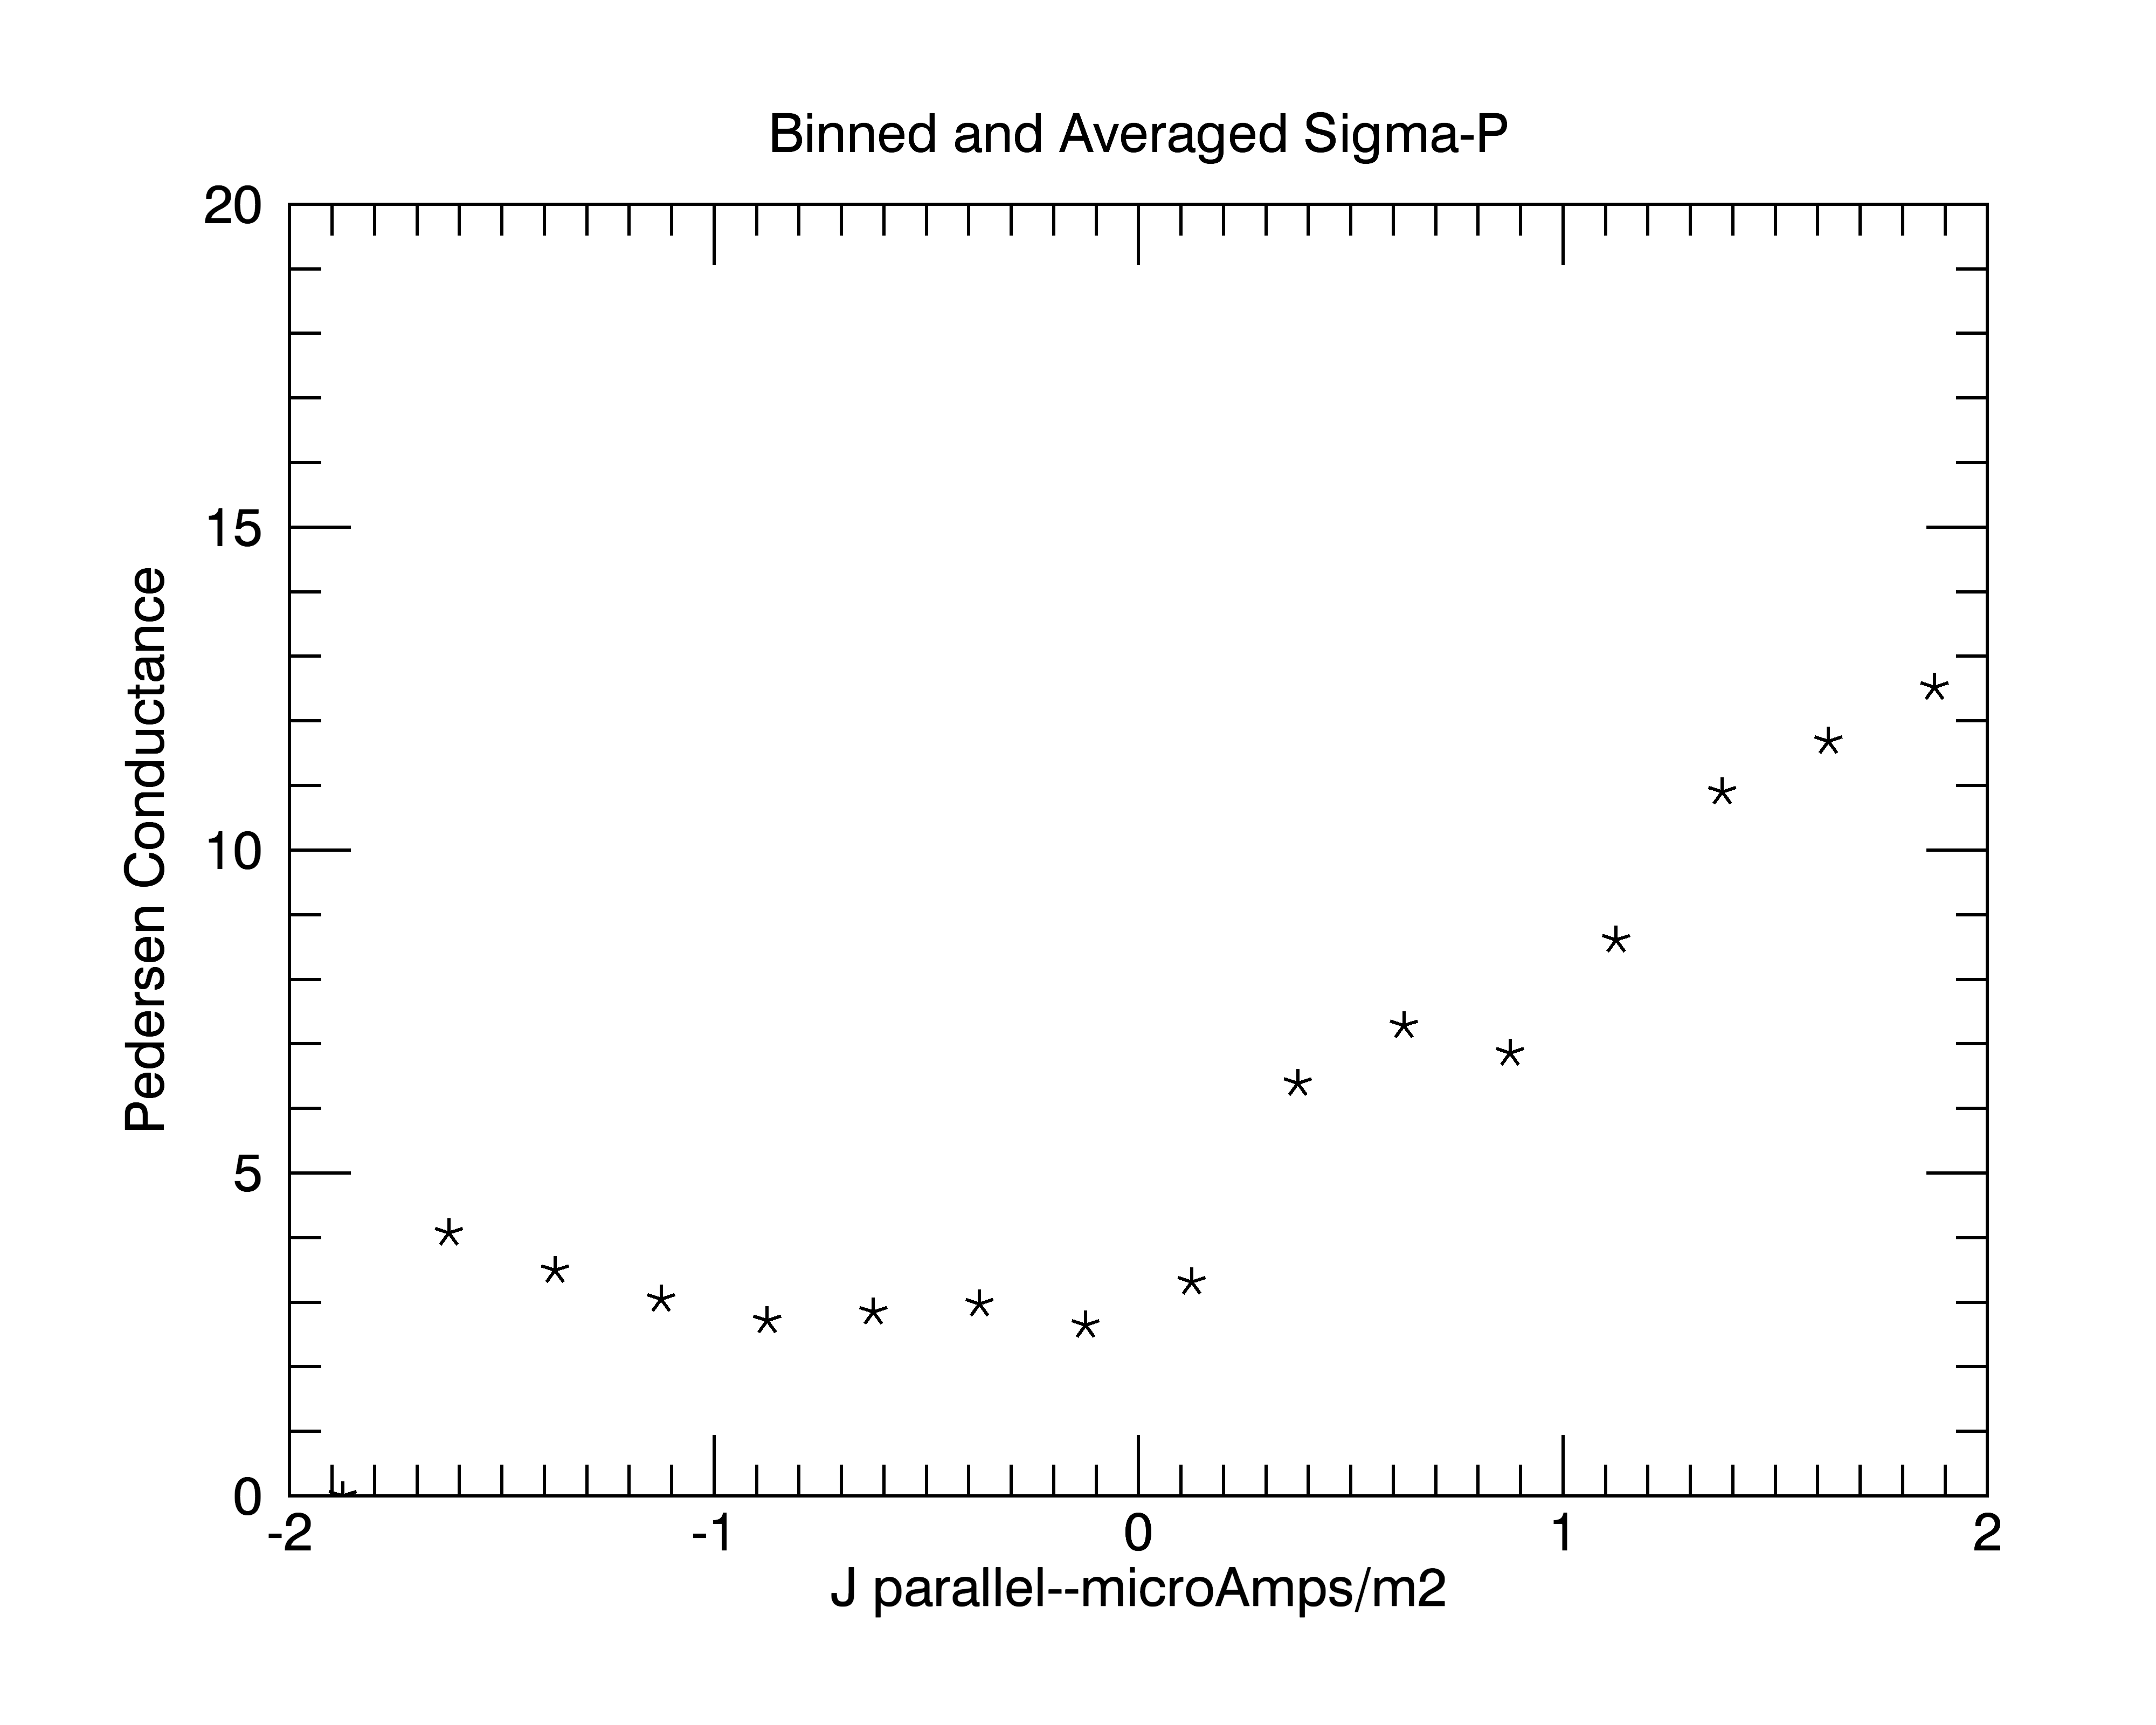 Binned and Averaged Sigma-P
20
15
10
5
0
Pedersen Conductance
-2 -1 0 1 2
J parallel--microAmps/m2